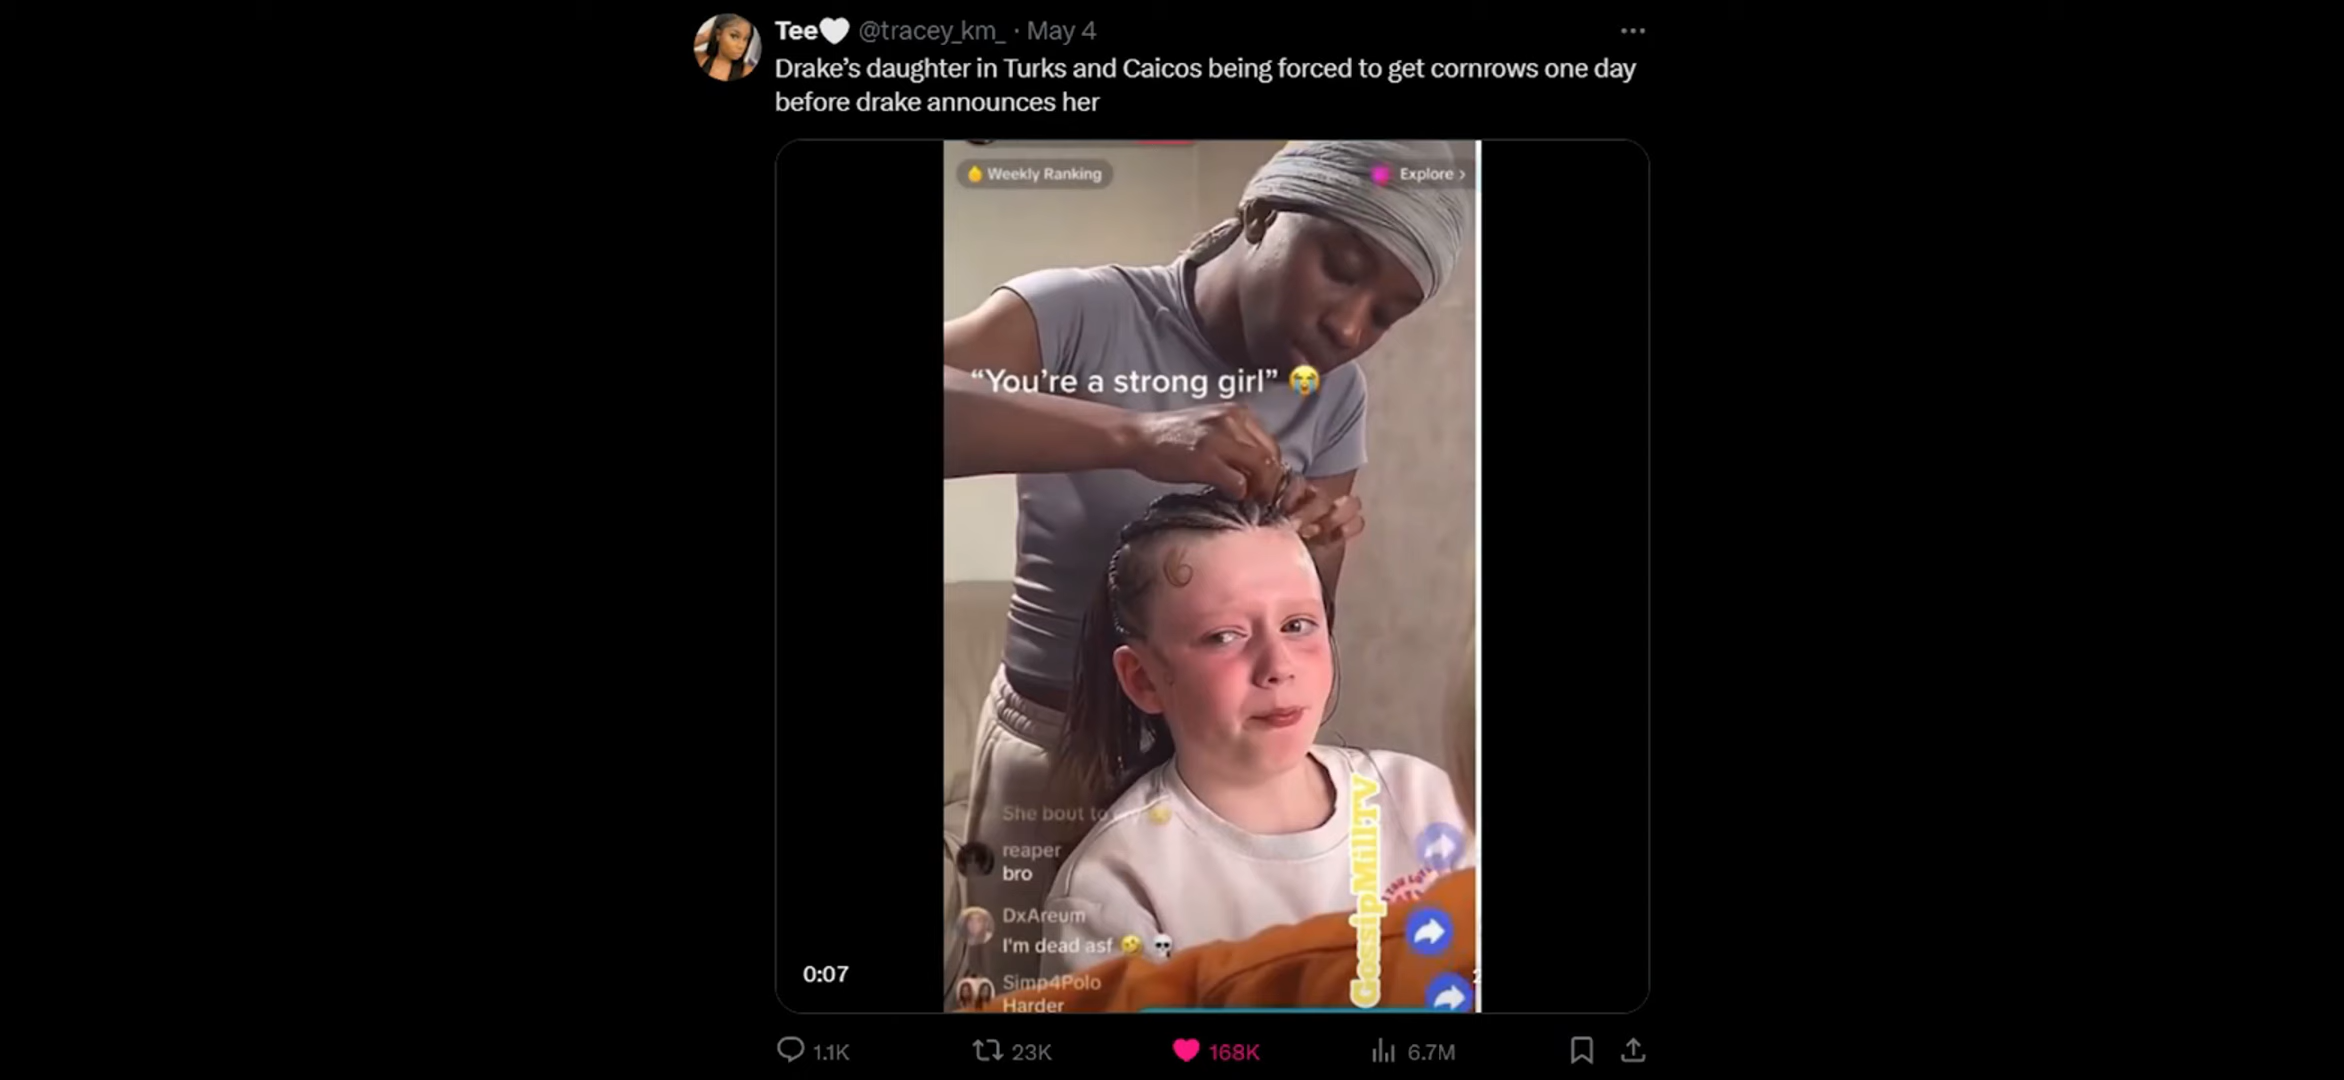 Tee🤍 @tracey_km_ · May 4
Drake’s daughter in Turks and Caicos being forced to get cornrows one day
before drake announces her
Weekly Ranking
Explore >
“You’re a strong girl” 😭
She bout to
reaper
bro
DxAreum
I'm dead asf 🤣 💀
Simp4Polo
Harder
GossipMillTV
0:07
1.1K 23K 168K 6.7M